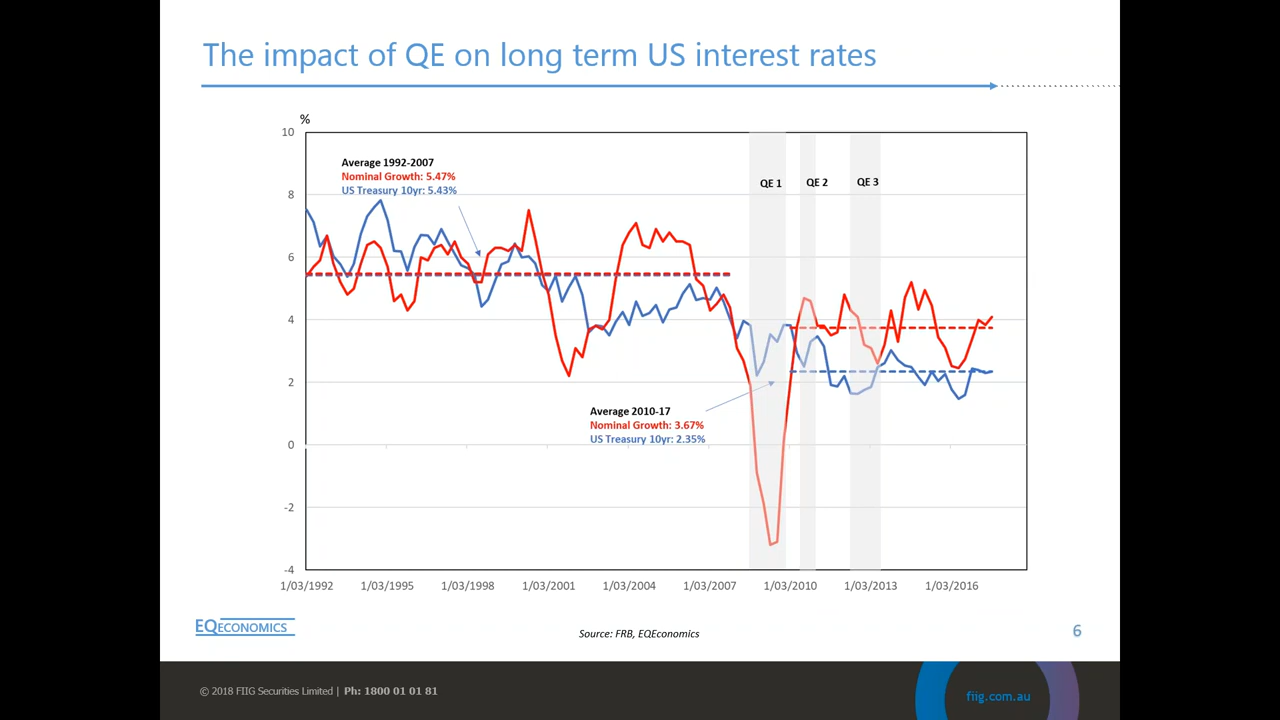 The impact of QE on long term US interest rates
%
10
8
6
4
2
0
-2
-4
Average 1992-2007
Nominal Growth: 5.47%
US Treasury 10yr: 5.43%
QE 1
QE 2
QE 3
Average 2010-17
Nominal Growth: 3.67%
US Treasury 10yr: 2.35%
1/03/1992
1/03/1995
1/03/1998
1/03/2001
1/03/2004
1/03/2007
1/03/2010
1/03/2013
1/03/2016
EQECONOMICS
Source: FRB, EQEconomics
6
© 2018 FIIG Securities Limited | Ph: 1800 01 01 81
fiig.com.au